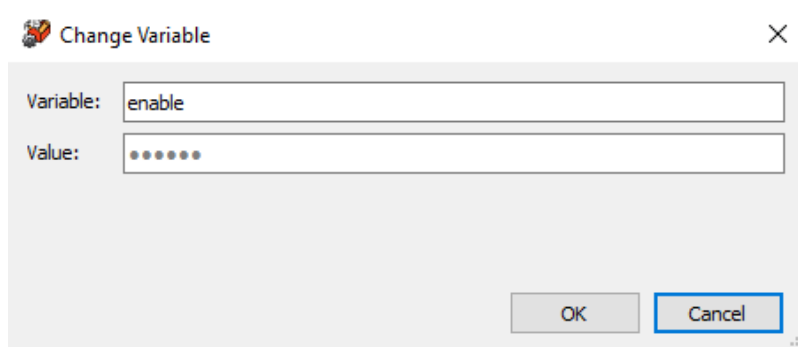 Change Variable
Variable: enable
Value: ●●●●●●
OK Cancel